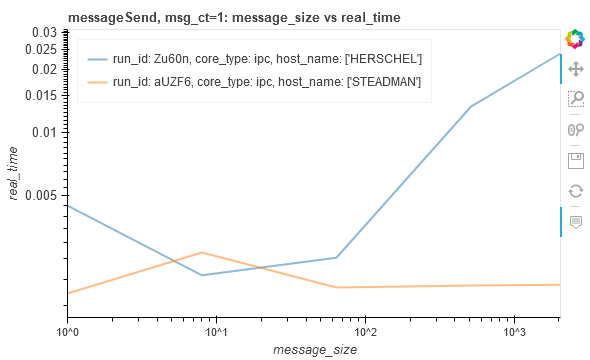 messageSend, msg_ct=1: message_size vs real_time
run_id: Zu60n, core_type: ipc, host_name: ['HERSCHEL']
run_id: aUZF6, core_type: ipc, host_name: ['STEADMAN']
0.03
0.025
0.02
0.015
0.01
0.005
real_time
10^0
10^1
10^2
10^3
message_size